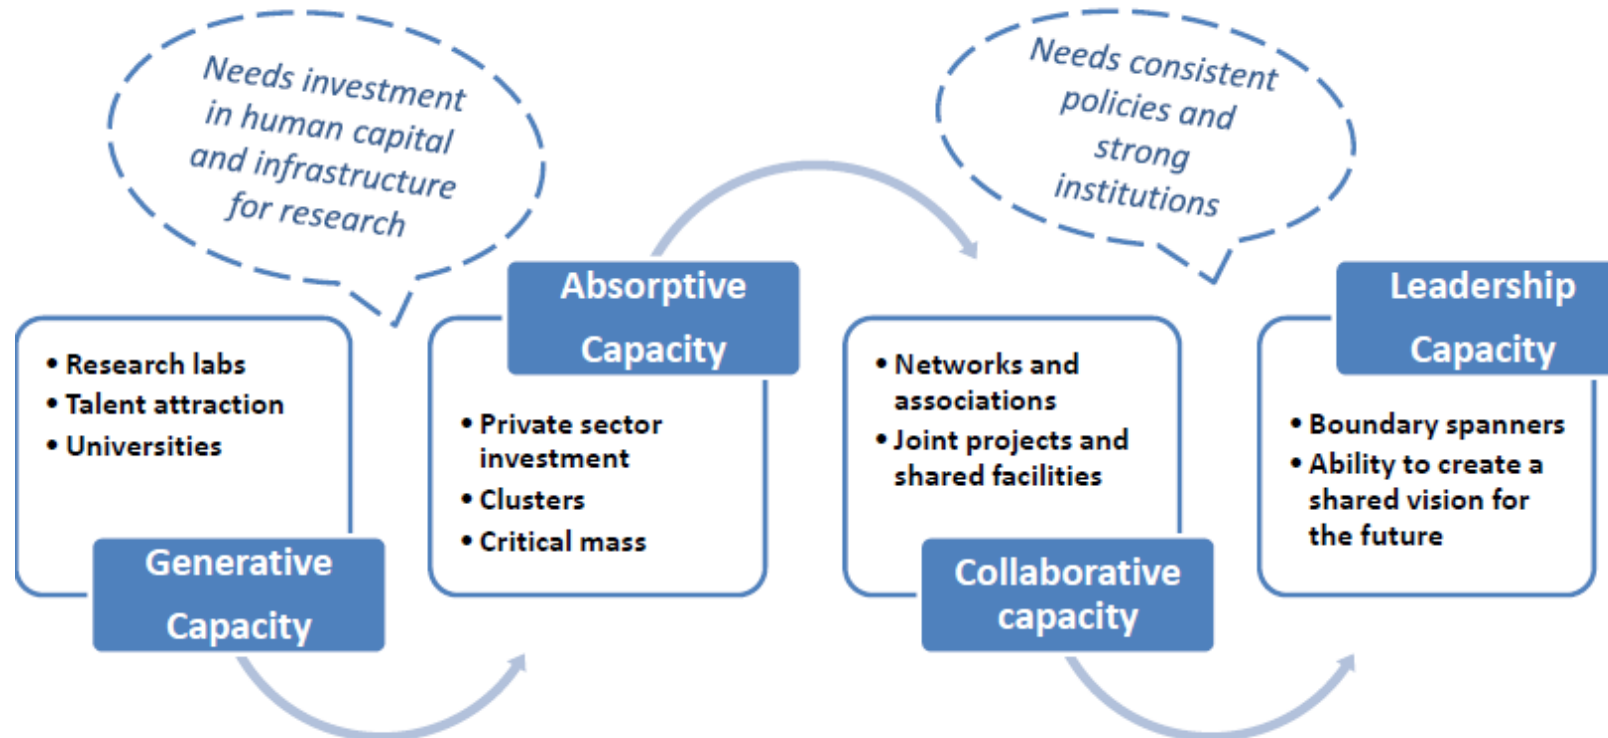 Needs investment
in human capital
and infrastructure
for research
Needs consistent
policies and
strong
institutions
• Research labs
• Talent attraction
• Universities
Generative
Capacity
Absorptive
Capacity
• Private sector
investment
• Clusters
• Critical mass
• Networks and
associations
• Joint projects and
shared facilities
Collaborative
capacity
Leadership
Capacity
• Boundary spanners
• Ability to create a
shared vision for
the future